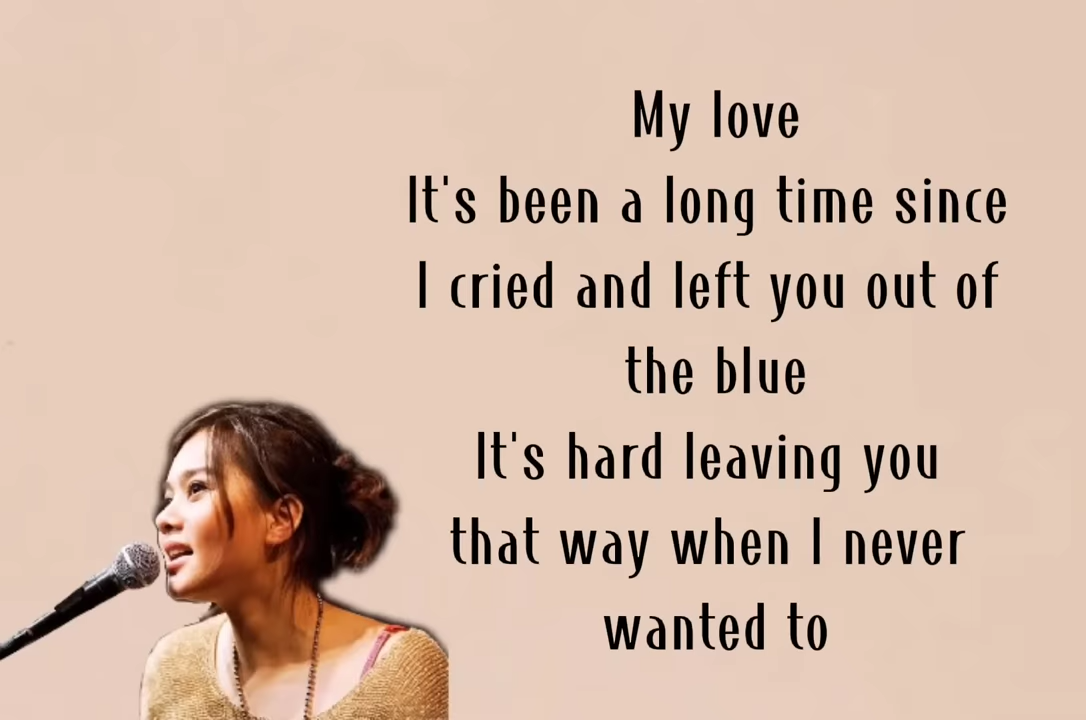 My love
It's been a long time since
I cried and left you out of
the blue
It's hard leaving you
that way when I never
wanted to